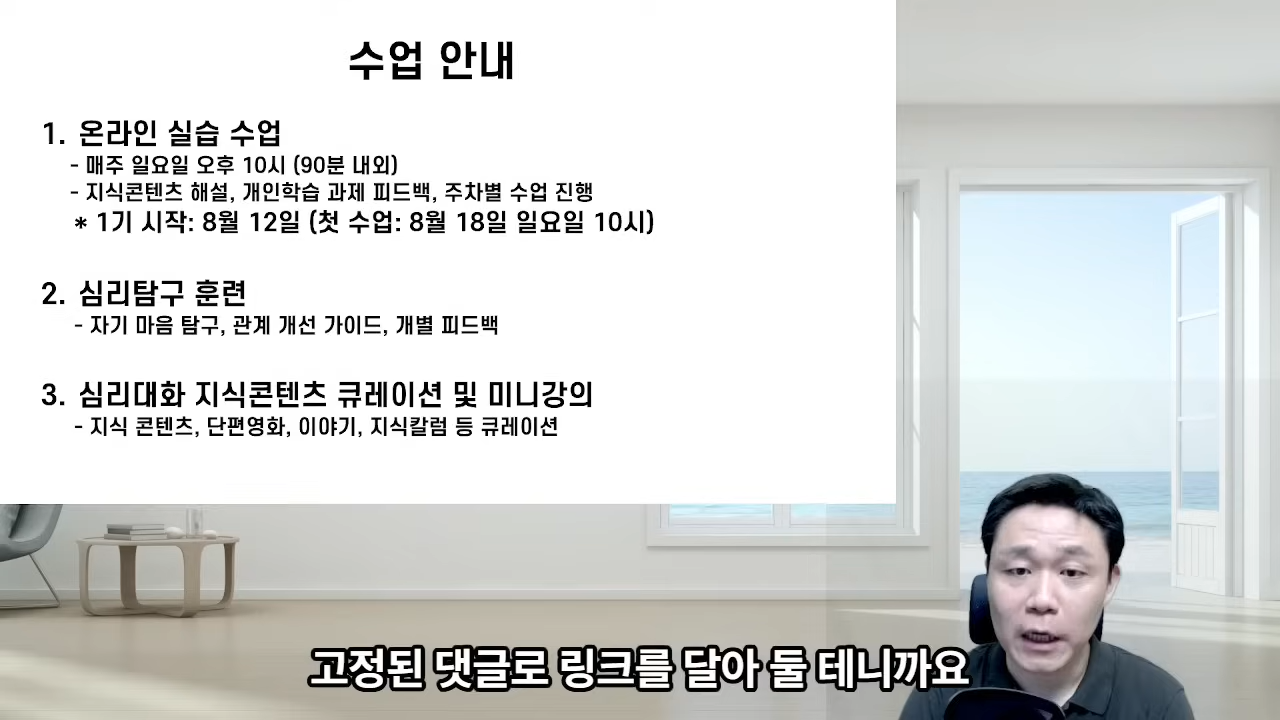 수업 안내
1. 온라인 실습 수업
- 매주 일요일 오후 10시 (90분 내외)
- 지식콘텐츠 해설, 개인학습 과제 피드백, 주차별 수업 진행
* 1기 시작: 8월 12일 (첫 수업: 8월 18일 일요일 10시)
2. 심리탐구 훈련
- 자기 마음 탐구, 관계 개선 가이드, 개별 피드백
3. 심리대화 지식콘텐츠 큐레이션 및 미니강의
- 지식 콘텐츠, 단편영화, 이야기, 지식칼럼 등 큐레이션
고정된 댓글로 링크를 달아 둘 테니까요